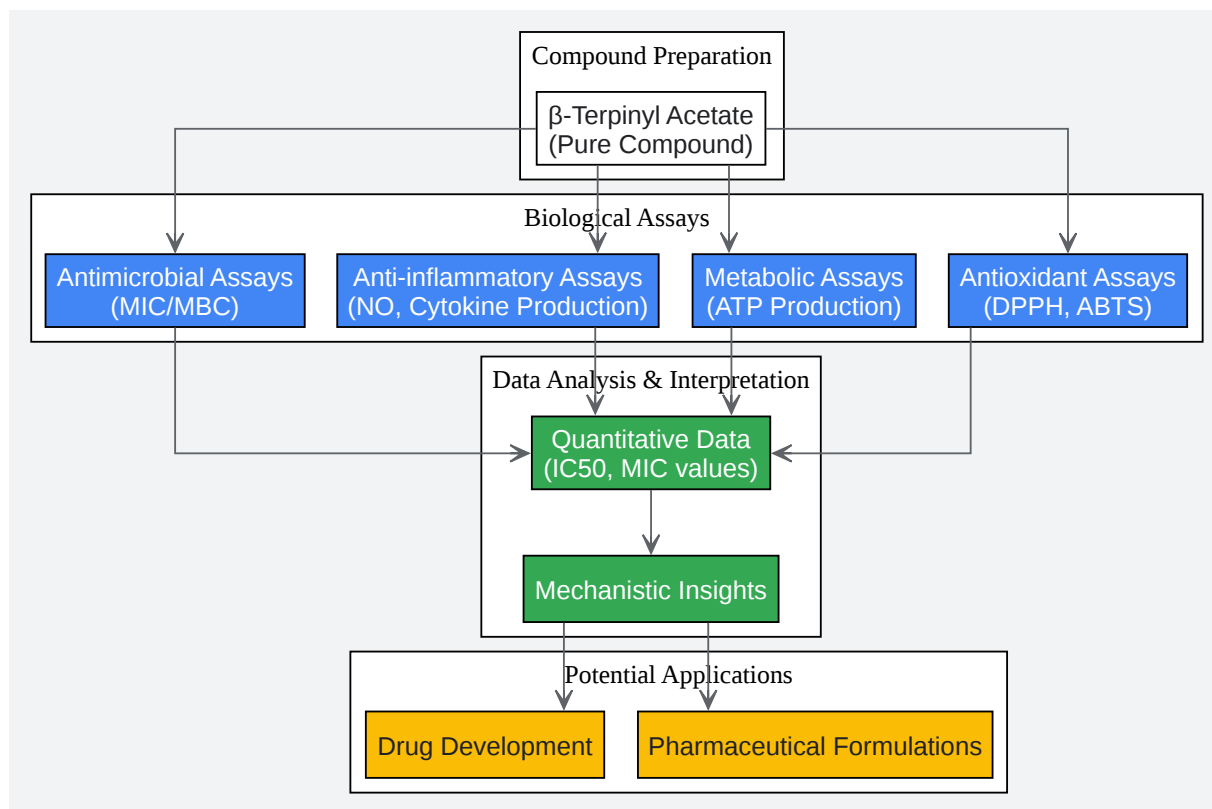 Compound Preparation
β-Terpinyl Acetate
(Pure Compound)
Biological Assays
Antimicrobial Assays
(MIC/MBC)
Anti-inflammatory Assays
(NO, Cytokine Production)
Metabolic Assays
(ATP Production)
Antioxidant Assays
(DPPH, ABTS)
Data Analysis & Interpretation
Quantitative Data
(IC50, MIC values)
Mechanistic Insights
Potential Applications
Drug Development
Pharmaceutical Formulations